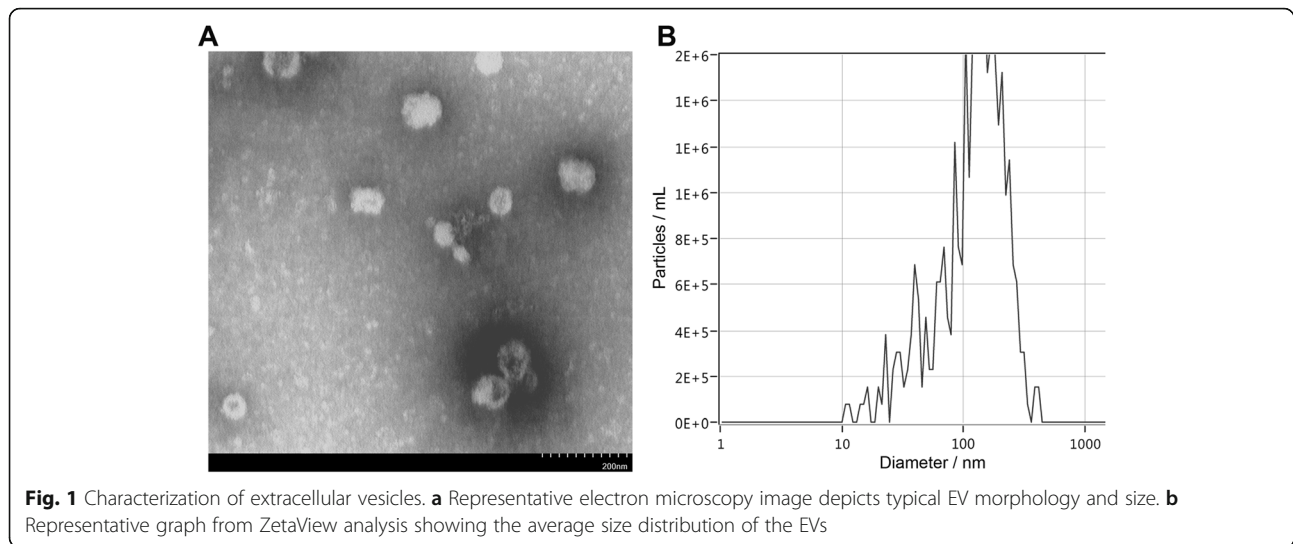 A
B
200nm
2E+6
1E+6
1E+6
1E+6
8E+5
6E+5
4E+5
2E+5
0E+0
Particles / mL
1 10 100 1000
Diameter / nm
Fig. 1 Characterization of extracellular vesicles. a Representative electron microscopy image depicts typical EV morphology and size. b
Representative graph from ZetaView analysis showing the average size distribution of the EVs